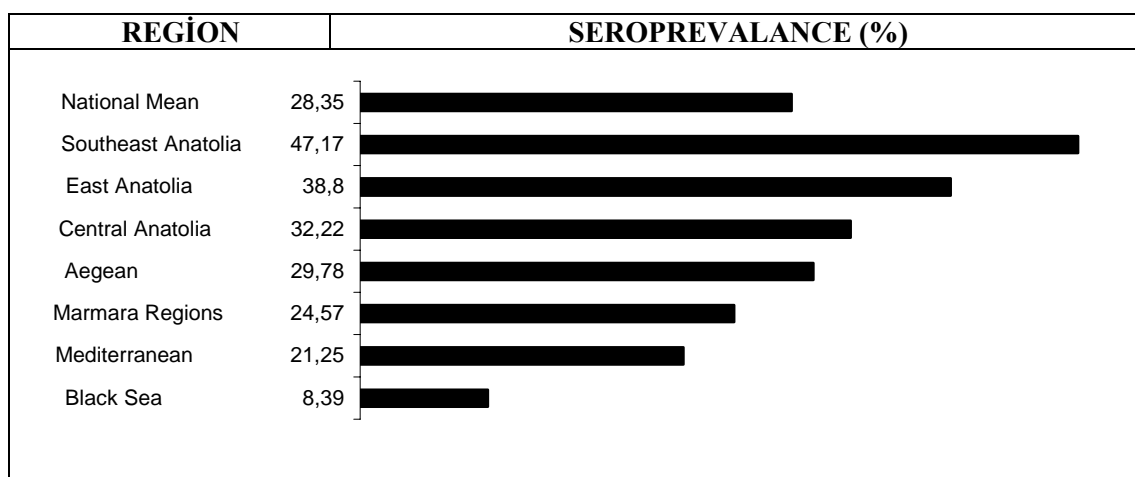 REGİON SEROPREVALANCE (%)
National Mean 28,35
Southeast Anatolia 47,17
East Anatolia 38,8
Central Anatolia 32,22
Aegean 29,78
Marmara Regions 24,57
Mediterranean 21,25
Black Sea 8,39